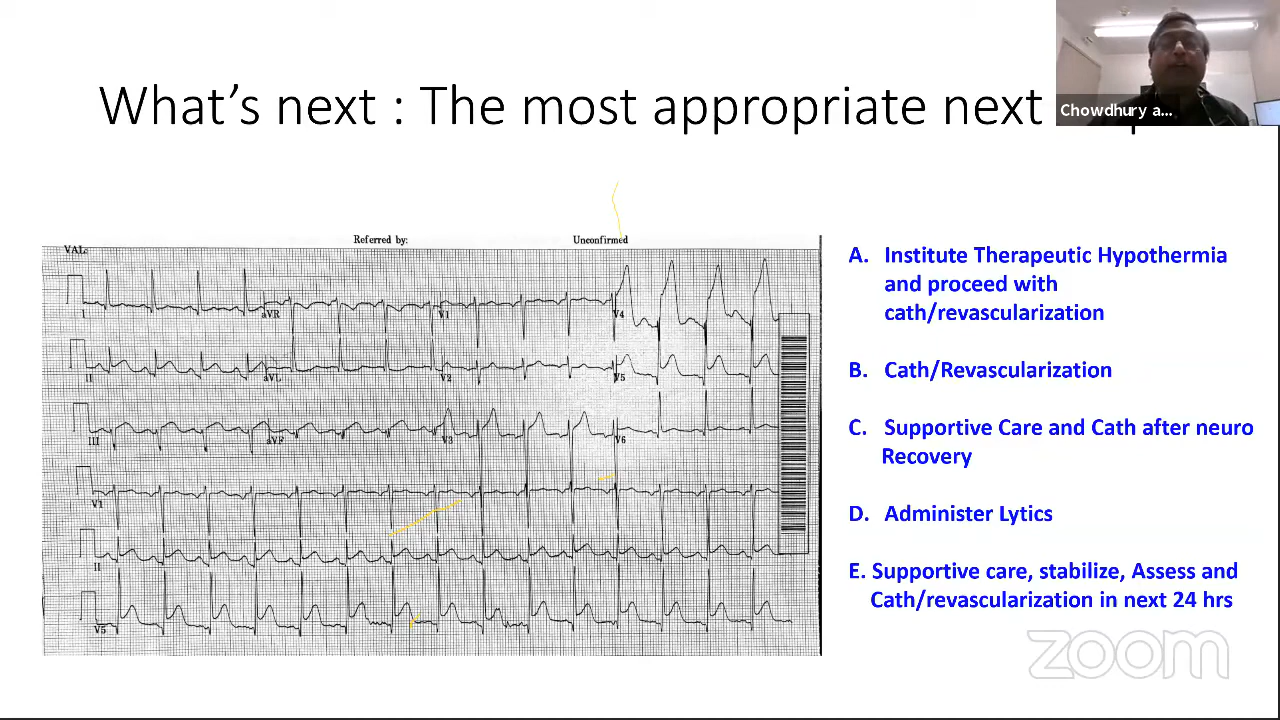 What's next : The most appropriate next
Chowdhury a...
Referred by:
Unconfirmed
VAL:
I
aVR
V1
V4
II
aVL
V2
V5
III
aVF
V3
V6
V1
II
V5
A. Institute Therapeutic Hypothermia
and proceed with
cath/revascularization
B. Cath/Revascularization
C. Supportive Care and Cath after neuro
Recovery
D. Administer Lytics
E. Supportive care, stabilize, Assess and
Cath/revascularization in next 24 hrs
zoom